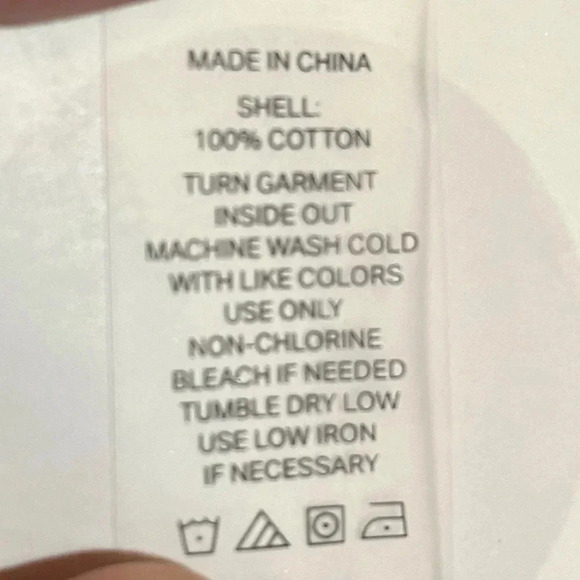 MADE IN CHINA
SHELL:
100% COTTON
TURN GARMENT
INSIDE OUT
MACHINE WASH COLD
WITH LIKE COLORS
USE ONLY
NON-CHLORINE
BLEACH IF NEEDED
TUMBLE DRY LOW
USE LOW IRON
IF NECESSARY